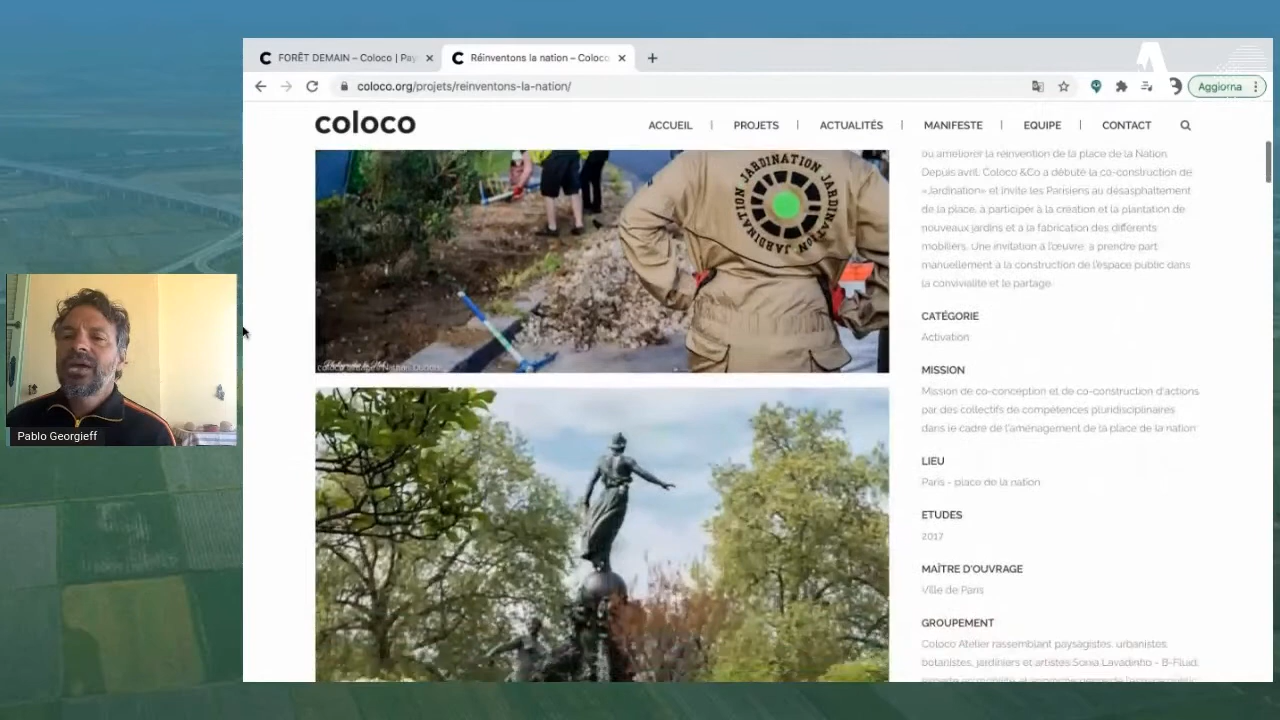 FORÊT DEMAIN – Coloco | Pay
Réinventons la nation – Coloco
coloco.org/projets/reinventons-la-nation/
Aggiorna
coloco
ACCUEIL | PROJETS | ACTUALITÉS | MANIFESTE | EQUIPE | CONTACT
JARDINATION JARDINATION JARDINATION
ou améliorer la réinvention de la place de la Nation.
Depuis avril, Coloco &Co a débuté la co-construction de
«Jardination» et invite les Parisiens au désasphaltement
de la place, à participer à la création et la plantation de
nouveaux jardins et à la fabrication des différents
mobiliers. Une invitation à l'œuvre, à prendre part
manuellement à la construction de l'espace public dans
la convivialité et le partage.
CATÉGORIE
Activation
MISSION
Mission de co-conception et de co-construction d'actions
par des collectifs de compétences pluridisciplinaires
dans le cadre de l'aménagement de la place de la nation
LIEU
Paris - place de la nation
ETUDES
2017
MAÎTRE D'OUVRAGE
Ville de Paris
GROUPEMENT
Coloco Atelier rassemblant paysagistes, urbanistes,
botanistes, jardiniers et artistes Sonia Lavadinho - B-Fluid,
Pablo Georgieff